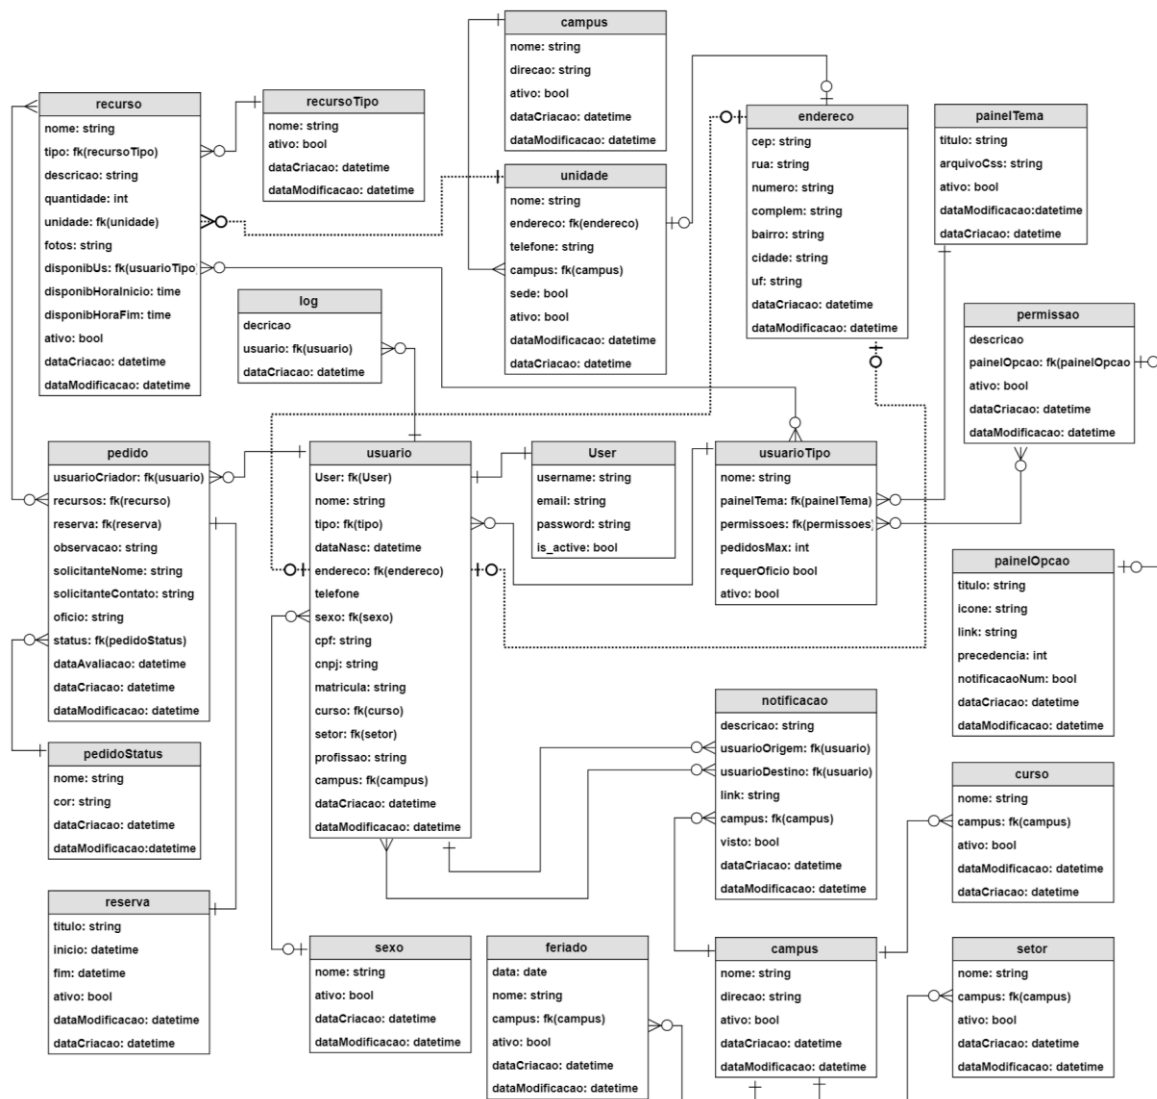 campus
nome: string
direcao: string
ativo: bool
dataCriacao: datetime
dataModificacao: datetime
recurso
nome: string
tipo: fk(recursoTipo)
descricao: string
quantidade: int
unidade: fk(unidade)
fotos: string
disponibUs: fk(usuarioTipo)
disponibHoraInicio: time
disponibHoraFim: time
ativo: bool
dataCriacao: datetime
dataModificacao: datetime
recursoTipo
nome: string
ativo: bool
dataCriacao: datetime
dataModificacao: datetime
unidade
nome: string
endereco: fk(endereco)
telefone: string
campus: fk(campus)
sede: bool
ativo: bool
dataModificacao: datetime
dataCriacao: datetime
endereco
cep: string
rua: string
numero: string
complem: string
bairro: string
cidade: string
uf: string
dataCriacao: datetime
dataModificacao: datetime
painelTema
titulo: string
arquivoCss: string
ativo: bool
dataModificacao:datetime
dataCriacao: datetime
log
decricao
usuario: fk(usuario)
dataCriacao: datetime
permissao
descricao
painelOpcao: fk(painelOpcao
ativo: bool
dataCriacao: datetime
dataModificacao: datetime
pedido
usuarioCriador: fk(usuario)
recursos: fk(recurso)
reserva: fk(reserva)
observacao: string
solicitanteNome: string
solicitanteContato: string
oficio: string
status: fk(pedidoStatus)
dataAvaliacao: datetime
dataCriacao: datetime
dataModificacao: datetime
usuario
User: fk(User)
nome: string
tipo: fk(tipo)
dataNasc: datetime
endereco: fk(endereco)
telefone
sexo: fk(sexo)
cpf: string
cnpj: string
matricula: string
curso: fk(curso)
setor: fk(setor)
profissao: string
campus: fk(campus)
dataCriacao: datetime
dataModificacao: datetime
User
username: string
email: string
password: string
is_active: bool
usuarioTipo
nome: string
painelTema: fk(painelTema)
permissoes: fk(permissoes)
pedidosMax: int
requerOficio bool
ativo: bool
painelOpcao
titulo: string
icone: string
link: string
precedencia: int
notificacaoNum: bool
dataCriacao: datetime
dataModificacao: datetime
notificacao
descricao: string
usuarioOrigem: fk(usuario)
usuarioDestino: fk(usuario)
link: string
campus: fk(campus)
visto: bool
dataCriacao: datetime
dataModificacao: datetime
pedidoStatus
nome: string
cor: string
dataCriacao: datetime
dataModificacao:datetime
curso
nome: string
campus: fk(campus)
ativo: bool
dataModificacao: datetime
dataCriacao: datetime
reserva
titulo: string
inicio: datetime
fim: datetime
ativo: bool
dataModificacao: datetime
dataCriacao: datetime
sexo
nome: string
ativo: bool
dataCriacao: datetime
dataModificacao: datetime
feriado
data: date
nome: string
campus: fk(campus)
ativo: bool
dataCriacao: datetime
dataModificacao: datetime
campus
nome: string
direcao: string
ativo: bool
dataCriacao: datetime
dataModificacao: datetime
setor
nome: string
campus: fk(campus)
ativo: bool
dataCriacao: datetime
dataModificacao: datetime